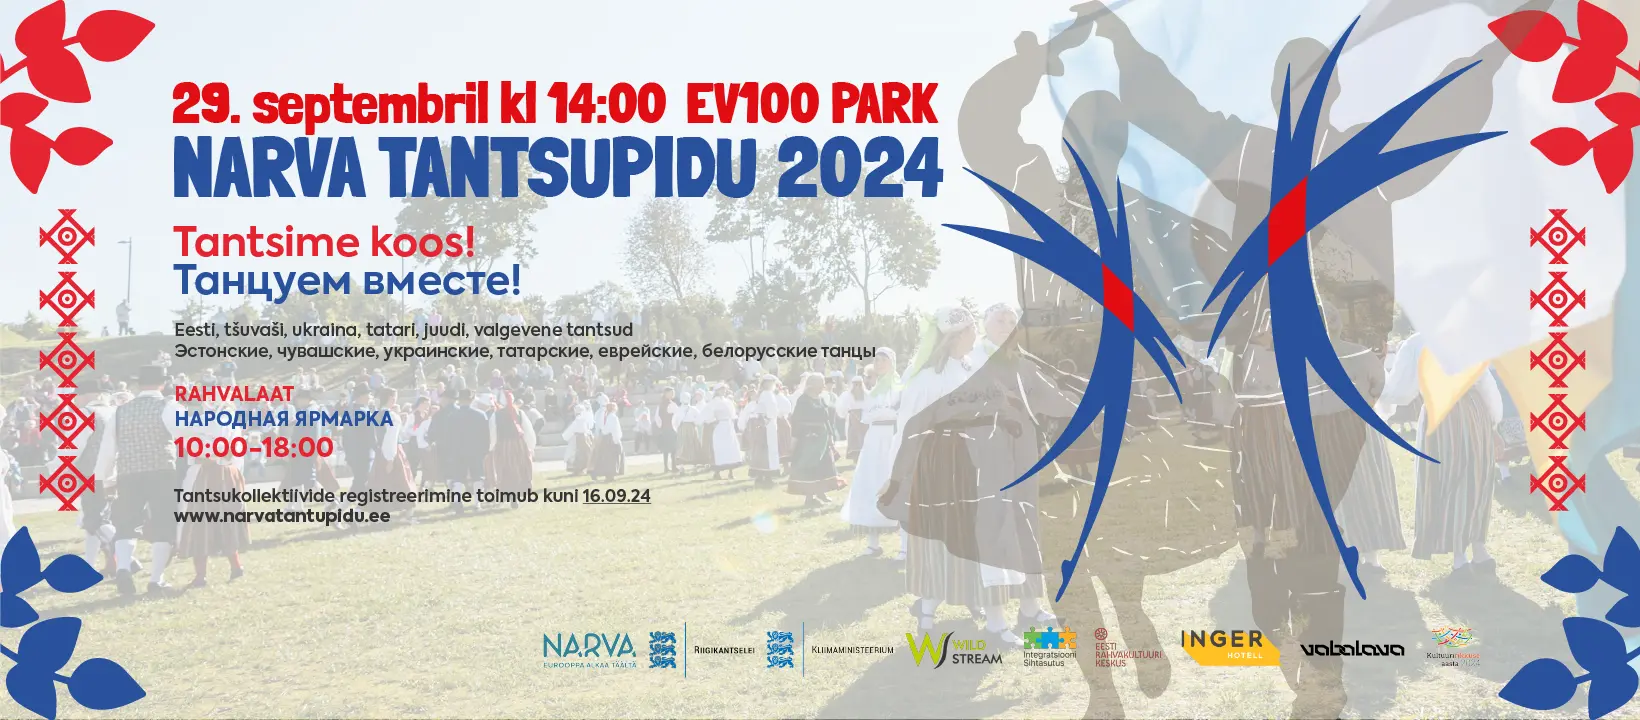 29. septembril kl 14:00 EV100 PARK
NARVA TANTSUPIDU 2024
Tantsime koos!
Танцуем вместе!
Eesti, tšuvaši, ukraina, tatari, juudi, valgevene tantsud
Эстонские, чувашские, украинские, татарские, еврейские, белорусские танцы
RAHVALAAT
НАРОДНАЯ ЯРМАРКА
10:00-18:00
Tantsukollektiivide registreerimine toimub kuni 16.09.24
www.narvatantupidu.ee
NARVA
EUROOPPA ALKAA TÄÄLTÄ
RIIGIKANTSELEI
KLIIMAMINISTEERIUM
WILD
STREAM
Integratsiooni
Sihtasutus
EESTI
RAHVAKULTUURI
KESKUS
INGER
HOTELL
vabalava
Kultuuririkkuse
aasta 2024